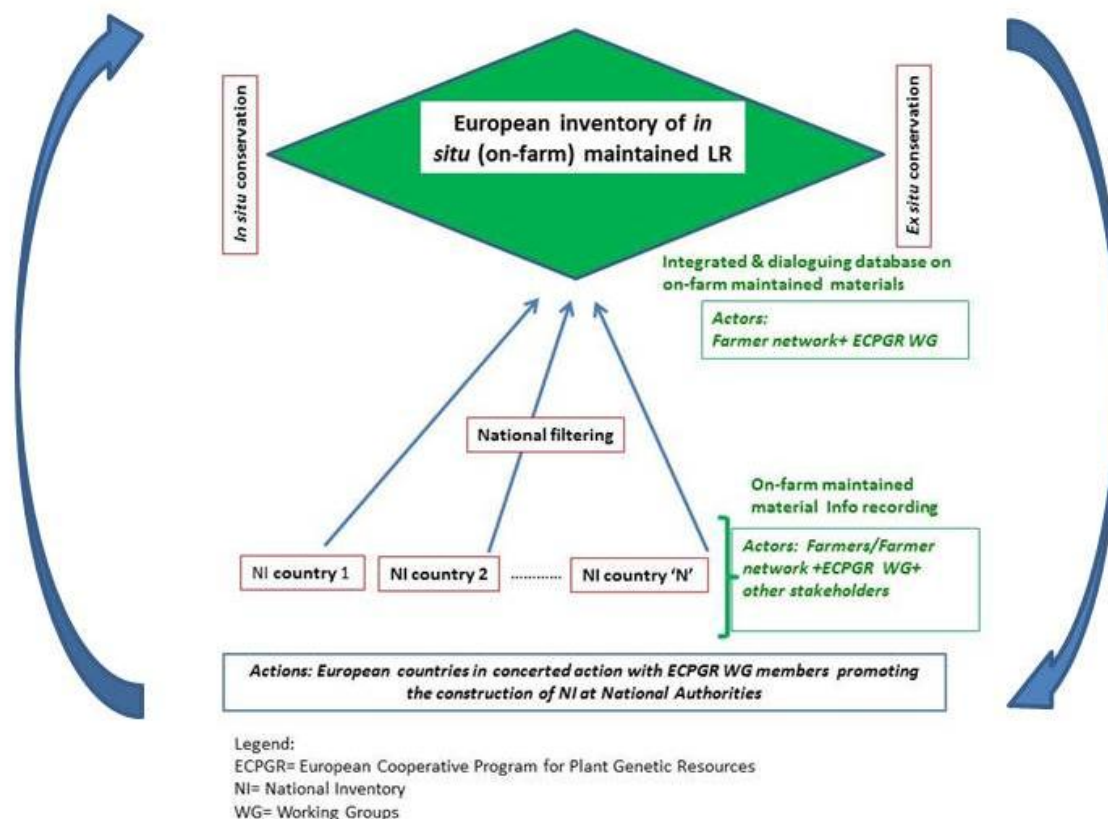 European inventory of in
situ (on-farm) maintained LR
In situ conservation
Ex situ conservation
Integrated & dialoguing database on
on-farm maintained materials
Actors:
Farmer network+ ECPGR WG
National filtering
On-farm maintained
material Info recording
Actors: Farmers/Farmer
network +ECPGR WG+
other stakeholders
NI country 1
NI country 2
............
NI country ‘N’
Actions: European countries in concerted action with ECPGR WG members promoting
the construction of NI at National Authorities
Legend:
ECPGR= European Cooperative Program for Plant Genetic Resources
NI= National Inventory
WG= Working Groups